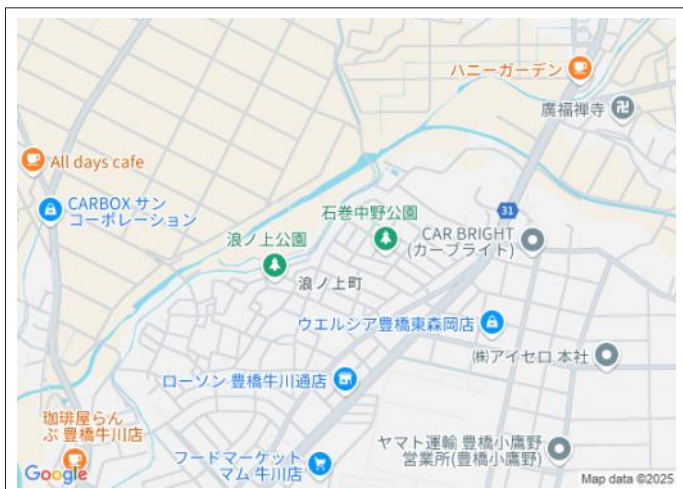 ハニーガーデン
廣福禅寺
All days cafe
CARBOX サン
コーポレーション
石巻中野公園
31
CAR BRIGHT
(カーブライト)
浪ノ上公園
浪ノ上町
ウエルシア豊橋東森岡店
㈱アイセロ 本社
ローソン 豊橋牛川通店
珈琲屋らん
ぷ 豊橋牛川店
フードマーケット
マム 牛川店
ヤマト運輸 豊橋小鷹野
営業所(豊橋小鷹野)
Google
Map data ©2025